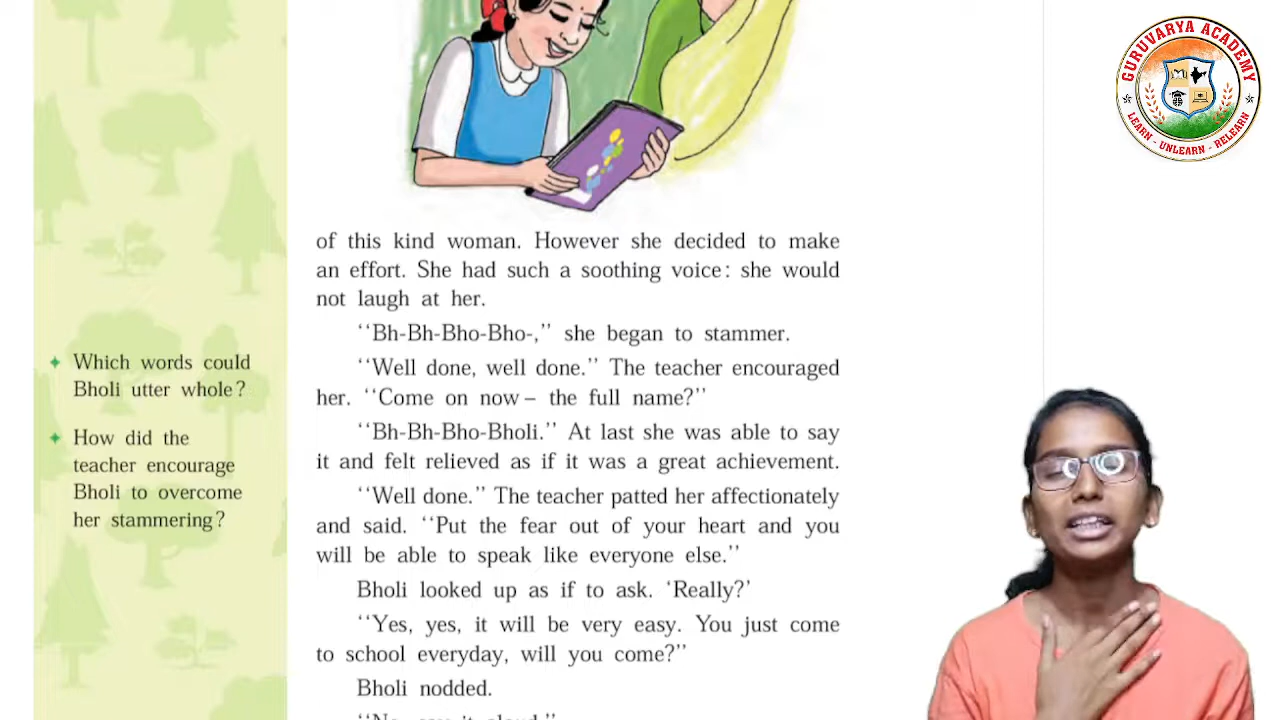 GURUVARYA ACADEMY
LEARN - UNLEARN - RELEARN
of this kind woman. However she decided to make
an effort. She had such a soothing voice: she would
not laugh at her.
‘‘Bh-Bh-Bho-Bho-,’’ she began to stammer.
‘‘Well done, well done.’’ The teacher encouraged
her. ‘‘Come on now – the full name?’’
‘‘Bh-Bh-Bho-Bholi.’’ At last she was able to say
it and felt relieved as if it was a great achievement.
‘‘Well done.’’ The teacher patted her affectionately
and said. ‘‘Put the fear out of your heart and you
will be able to speak like everyone else.’’
Bholi looked up as if to ask. ‘Really?’
‘‘Yes, yes, it will be very easy. You just come
to school everyday, will you come?’’
Bholi nodded.
Which words could
Bholi utter whole?
How did the
teacher encourage
Bholi to overcome
her stammering?